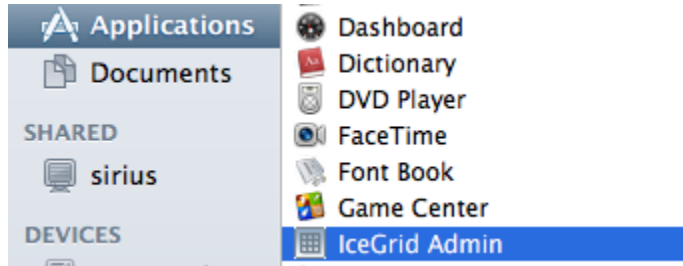 Applications
Documents
SHARED
sirius
DEVICES
Dashboard
Dictionary
DVD Player
FaceTime
Font Book
Game Center
IceGrid Admin